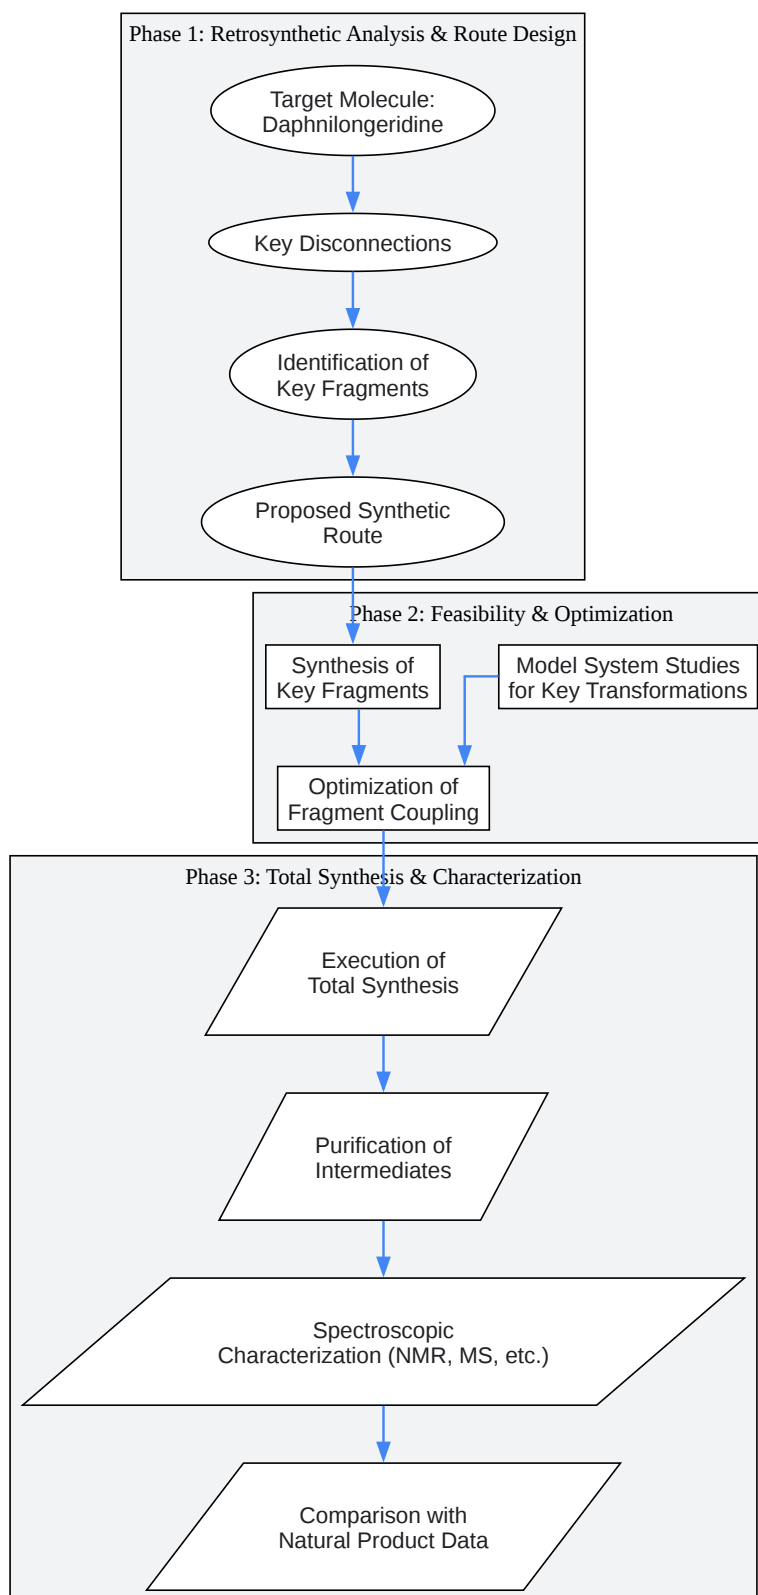 Phase 1: Retrosynthetic Analysis & Route Design
Target Molecule:
Daphnilongeridine
Key Disconnections
Identification of
Key Fragments
Proposed Synthetic
Route
Phase 2: Feasibility & Optimization
Synthesis of
Key Fragments
Model System Studies
for Key Transformations
Optimization of
Fragment Coupling
Phase 3: Total Synthesis & Characterization
Execution of
Total Synthesis
Purification of
Intermediates
Spectroscopic
Characterization (NMR, MS, etc.)
Comparison with
Natural Product Data